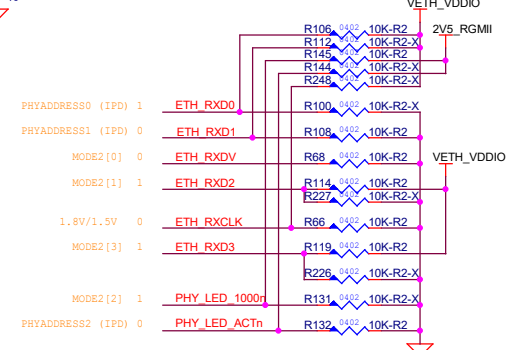 VETH_VDDIO
R106 0402 10K-R2 2V5_RGMII
R112 0402 10K-R2-X
R145 0402 10K-R2
R144 0402 10K-R2-X
R248 0402 10K-R2-X
PHYADDRESS0 (IPD) 1 ETH_RXD0 R100 0402 10K-R2-X
PHYADDRESS1 (IPD) 0 ETH_RXD1 R108 0402 10K-R2
MODE2[0] 0 ETH_RXDV R68 0402 10K-R2 VETH_VDDIO
MODE2[1] 1 ETH_RXD2 R114 0402 10K-R2
R227 0402 10K-R2-X
1.8V/1.5V 0 ETH_RXCLK R66 0402 10K-R2
MODE2[3] 1 ETH_RXD3 R119 0402 10K-R2
R226 0402 10K-R2-X
MODE2[2] 1 PHY_LED_1000n R131 0402 10K-R2-X
PHYADDRESS2 (IPD) 0 PHY_LED_ACTn R132 0402 10K-R2